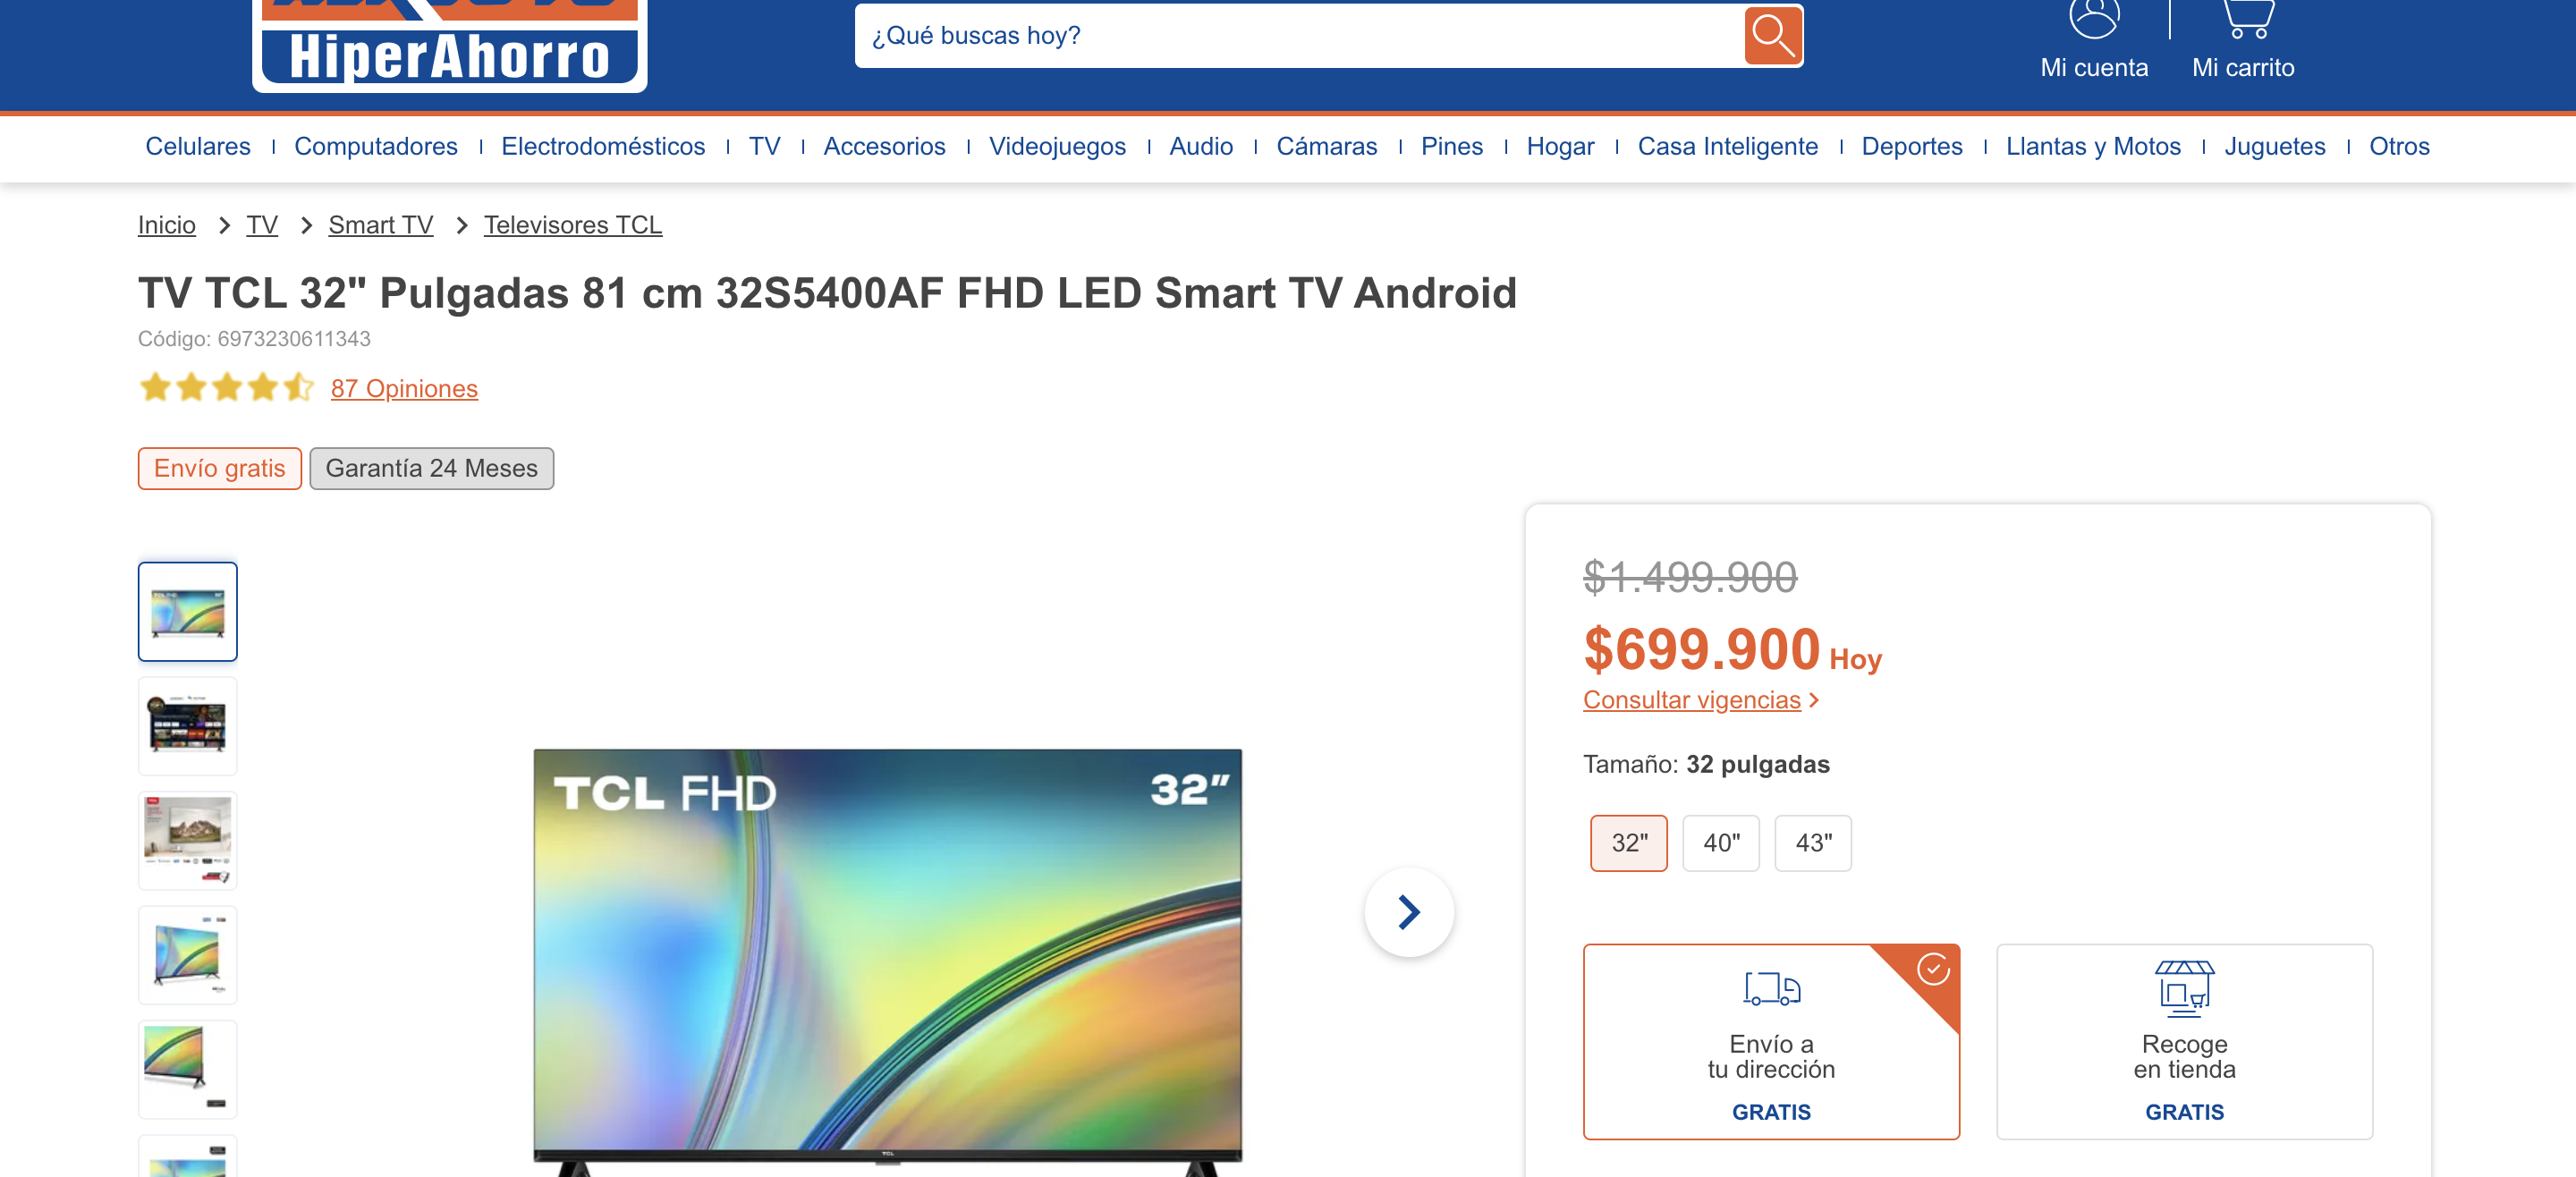 HiperAhorro
¿Qué buscas hoy?
Mi cuenta
Mi carrito
Celulares
Computadores
Electrodomésticos
TV
Accesorios
Videojuegos
Audio
Cámaras
Pines
Hogar
Casa Inteligente
Deportes
Llantas y Motos
Juguetes
Otros
Inicio > TV > Smart TV > Televisores TCL
TV TCL 32" Pulgadas 81 cm 32S5400AF FHD LED Smart TV Android
Código: 6973230611343
87 Opiniones
Envío gratis
Garantía 24 Meses
TCL FHD
32"
TCL
$1.499.900
$699.900 Hoy
Consultar vigencias >
Tamaño: 32 pulgadas
32"
40"
43"
Envío a
tu dirección
GRATIS
Recoge
en tienda
GRATIS